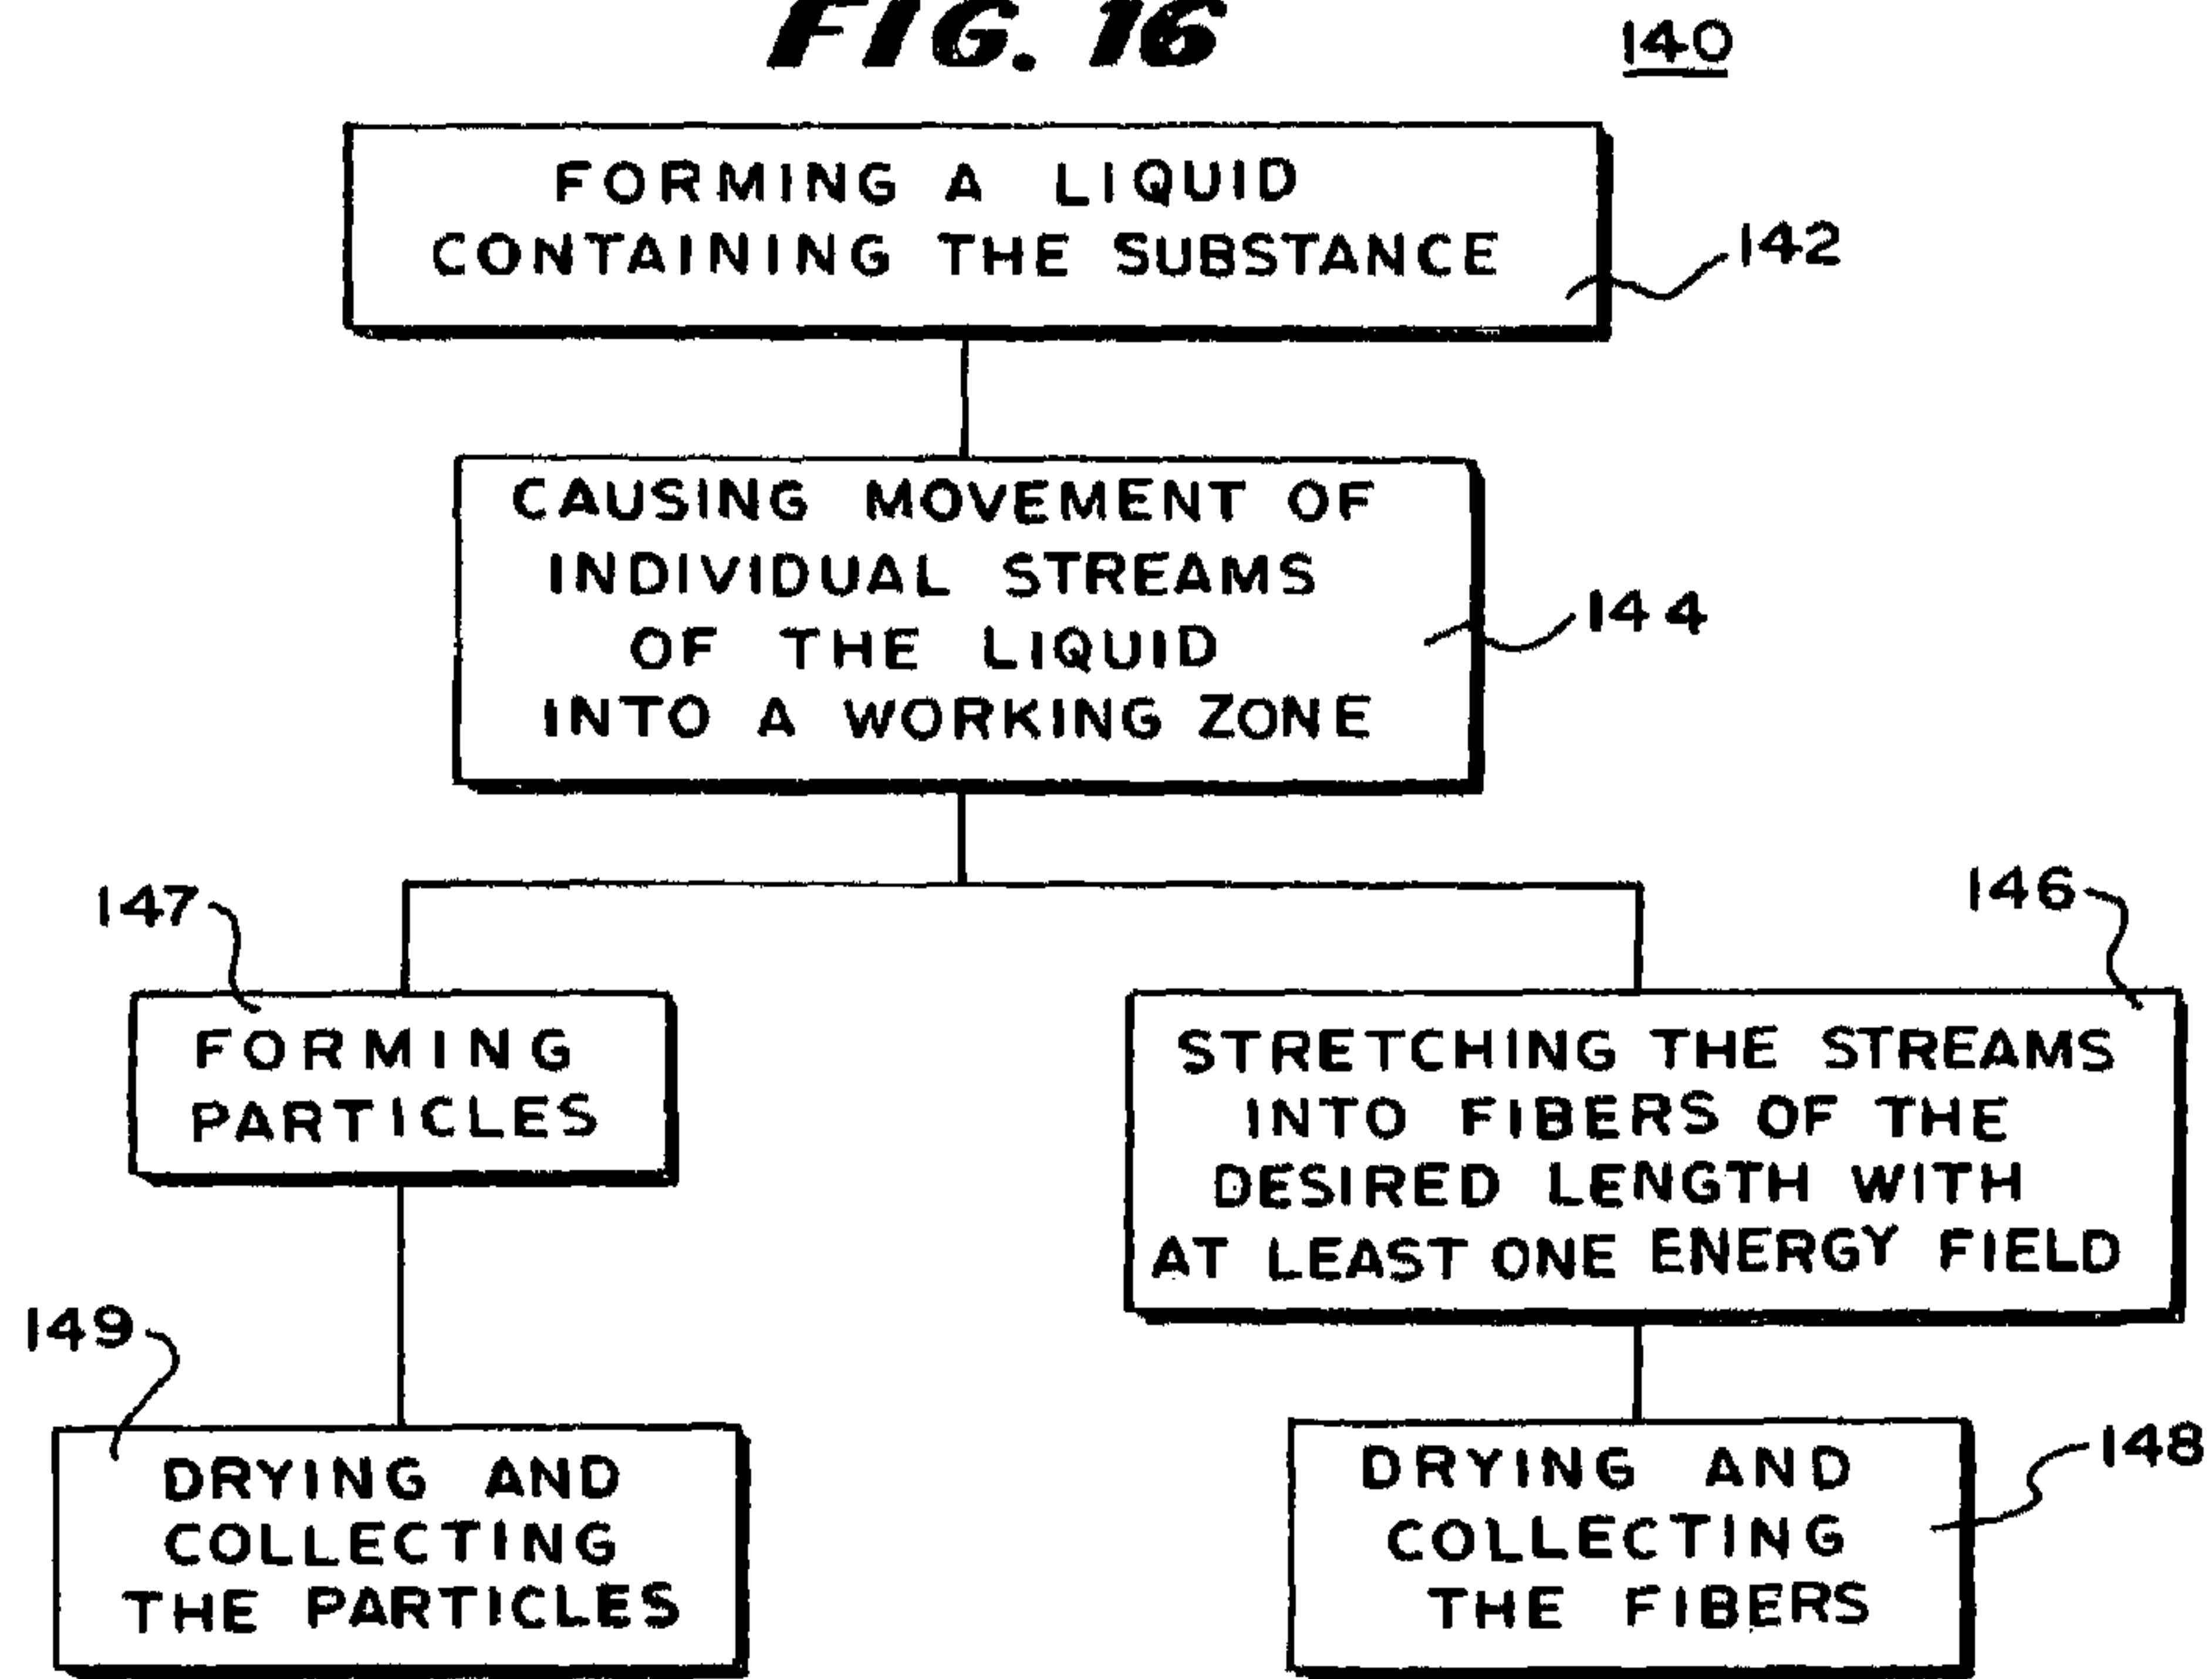 FIG. 16
140
FORMING A LIQUID
CONTAINING THE SUBSTANCE
142
CAUSING MOVEMENT OF
INDIVIDUAL STREAMS
OF THE LIQUID
INTO A WORKING ZONE
144
147
FORMING
PARTICLES
146
STRETCHING THE STREAMS
INTO FIBERS OF THE
DESIRED LENGTH WITH
AT LEAST ONE ENERGY FIELD
149
DRYING AND
COLLECTING
THE PARTICLES
DRYING AND
COLLECTING
THE FIBERS
148